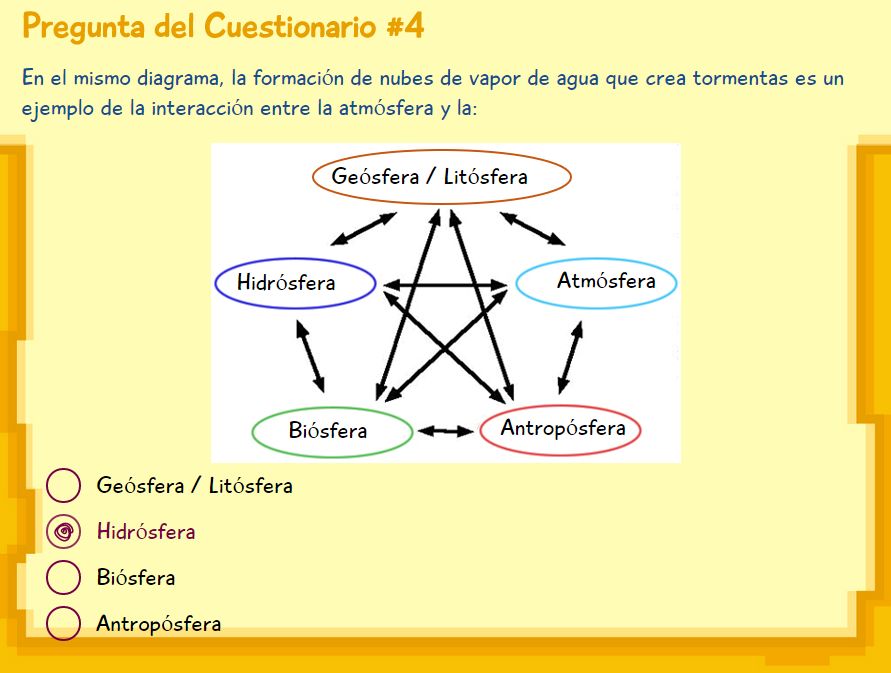 Pregunta del Cuestionario #4
En el mismo diagrama, la formación de nubes de vapor de agua que crea tormentas es un
ejemplo de la interacción entre la atmósfera y la:
Geósfera / Litósfera
Hidrósfera
Atmósfera
Biósfera
Antropósfera
Geósfera / Litósfera
Hidrósfera
Biósfera
Antropósfera